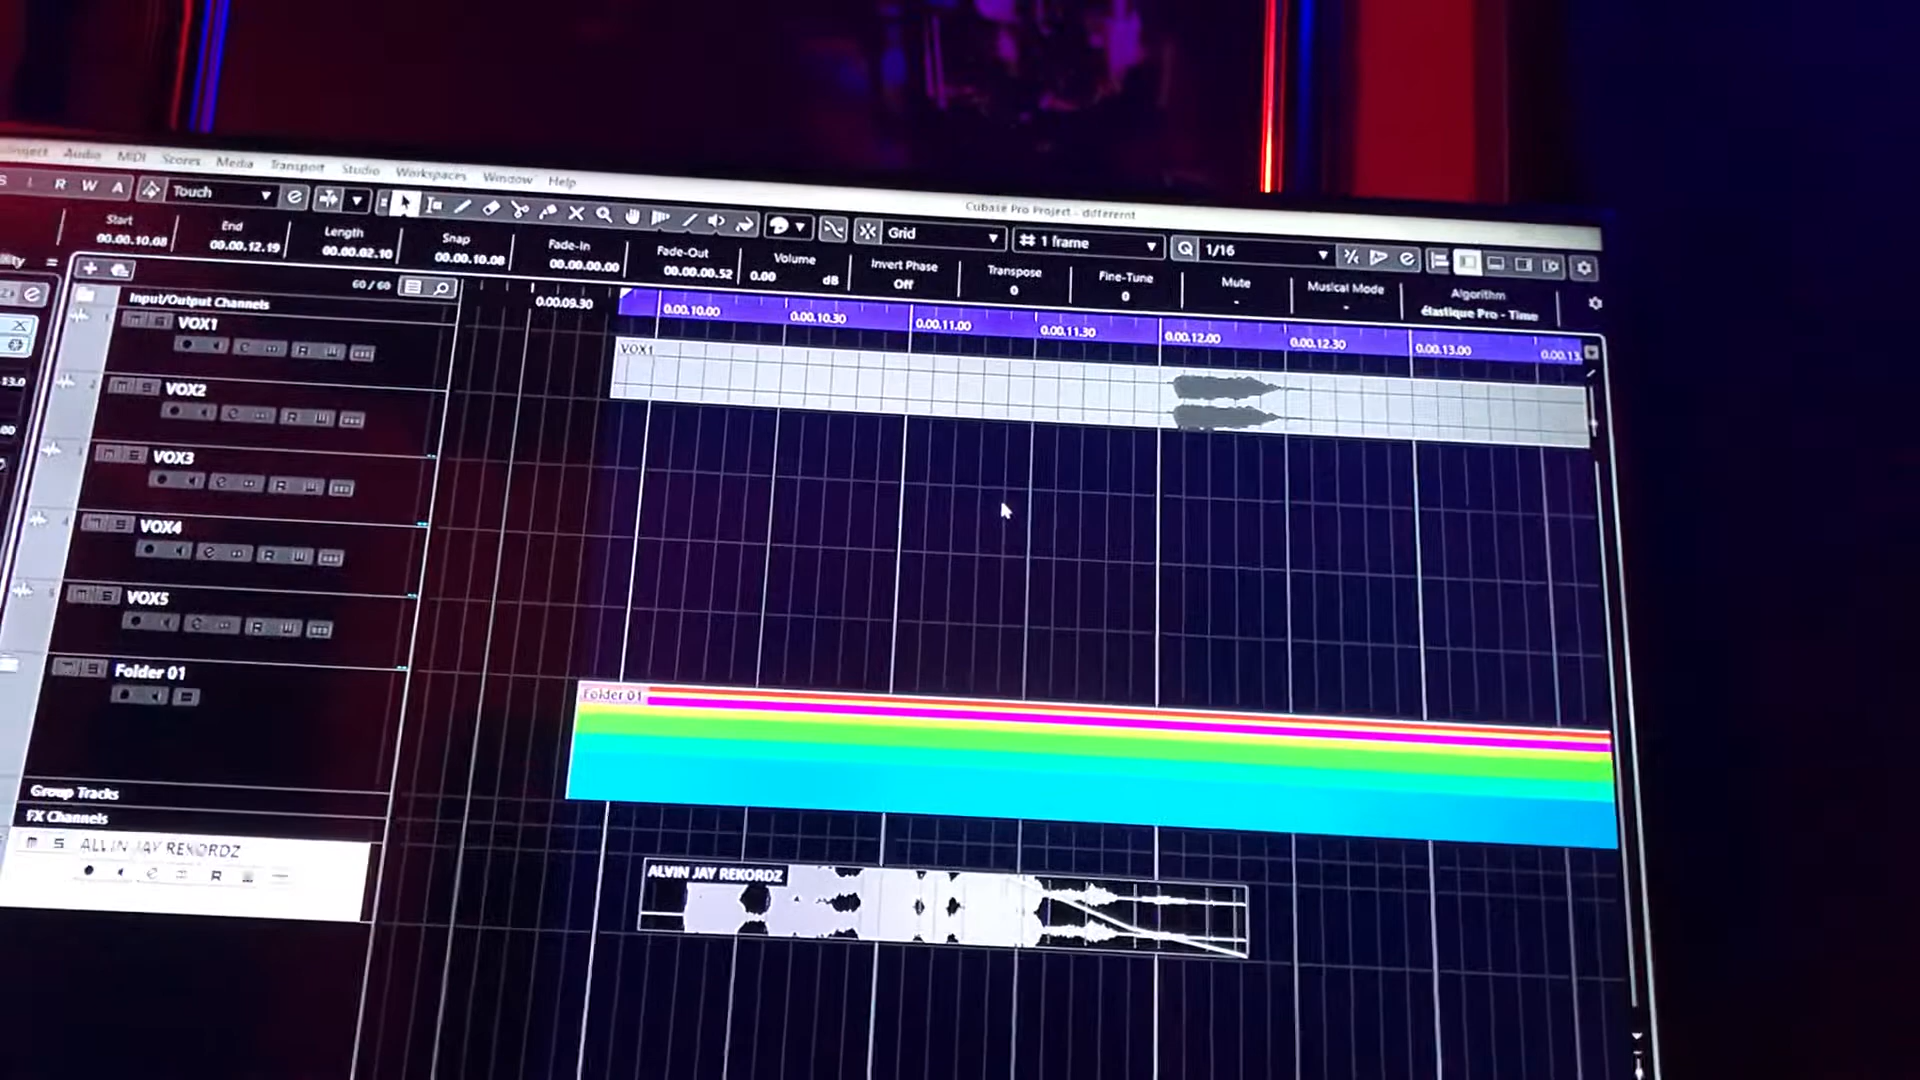 Audio MIDI Scores Media Transport Studio Workspaces Window Help
Cubase Pro Project - differernt
R W A Touch Grid 1 frame Q 1/16
Start End Length Snap Fade-In Fade-Out Volume Invert Phase Transpose Fine-Tune Mute Musical Mode Algorithm
00.00.10.08 00.00.12.19 00.00.02.10 00.00.10.08 00.00.00.00 00.00.00.52 0.00 dB Off 0 0 - - élastique Pro - Time
60 / 60
Input/Output Channels
0.00.09.30 0.00.10.00 0.00.10.30 0.00.11.00 0.00.11.30 0.00.12.00 0.00.12.30 0.00.13.00 0.00.13.
VOX1
VOX1
VOX2
VOX3
VOX4
VOX5
Folder 01
Folder 01
Group Tracks
FX Channels
m S ALVIN JAY REKORDZ
ALVIN JAY REKORDZ